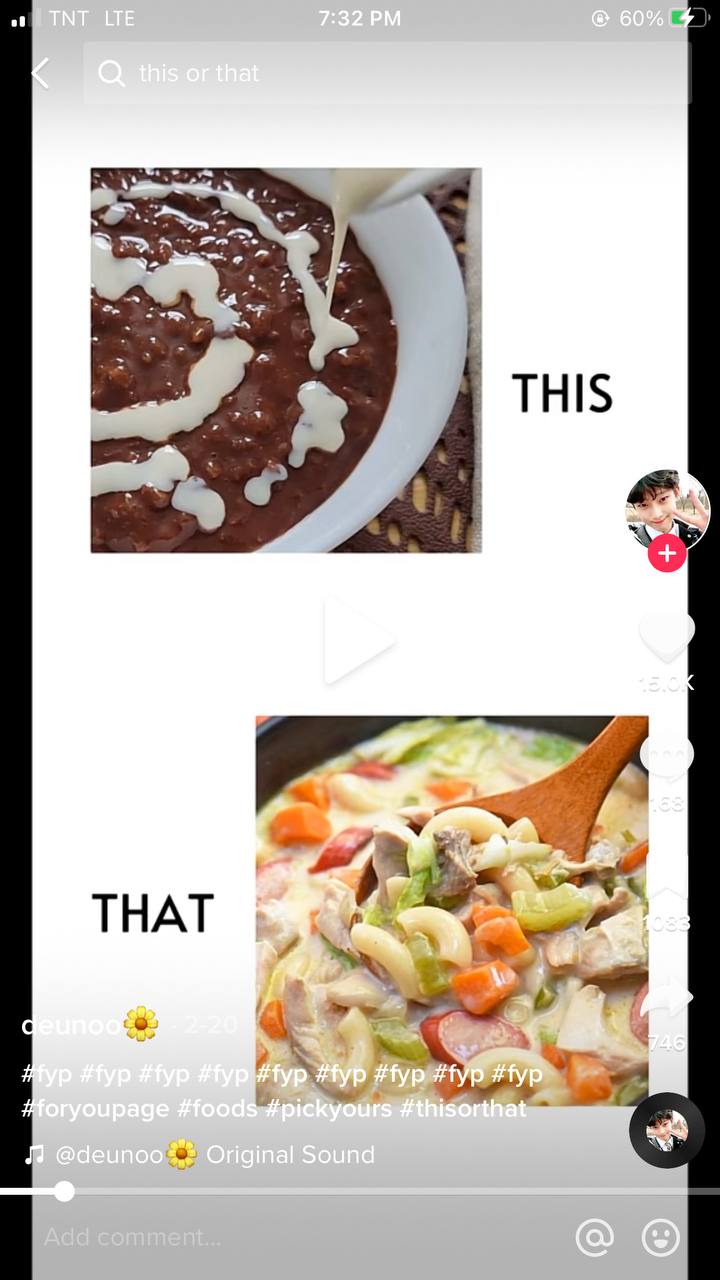 TNT LTE 7:32 PM 60%
this or that
THIS
15.0K
168
1083
THAT
deunoo🌼 · 2-20
746
#fyp #fyp #fyp #fyp #fyp #fyp #fyp #fyp #fyp
#foryoupage #foods #pickyours #thisorthat
@deunoo🌼 Original Sound
Add comment...